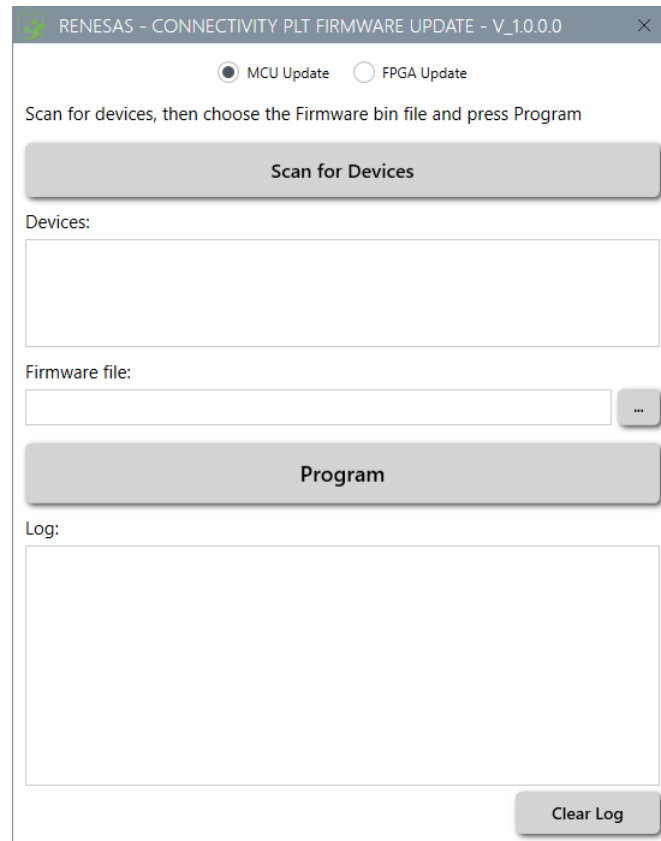 RENESAS - CONNECTIVITY PLT FIRMWARE UPDATE - V_1.0.0.0
MCU Update FPGA Update
Scan for devices, then choose the Firmware bin file and press Program
Scan for Devices
Devices:
Firmware file:
...
Program
Log:
Clear Log